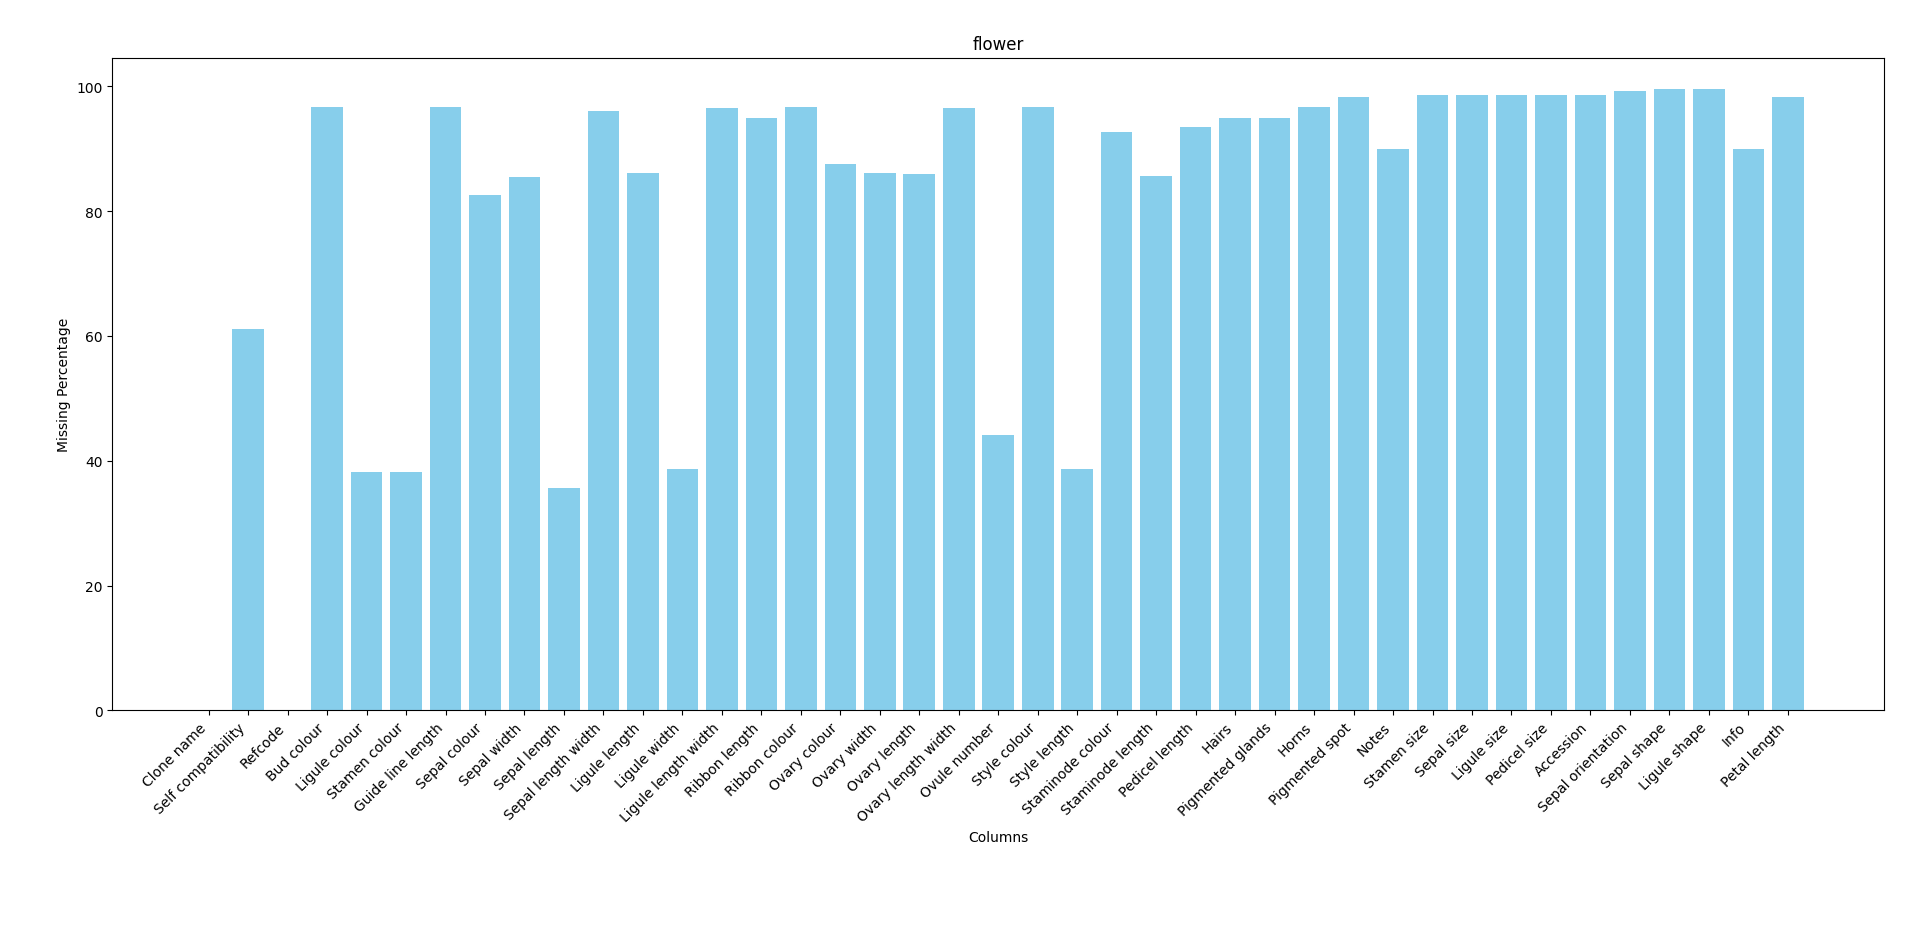 flower
100
80
60
40
20
0
Missing Percentage
Clone name
Self compatibility
Refcode
Bud colour
Ligule colour
Stamen colour
Guide line length
Sepal colour
Sepal width
Sepal length
Sepal length width
Ligule length
Ligule width
Ligule length width
Ribbon length
Ribbon colour
Ovary colour
Ovary width
Ovary length
Ovary length width
Ovule number
Style colour
Style length
Staminode colour
Staminode length
Pedicel length
Hairs
Pigmented glands
Horns
Pigmented spot
Notes
Stamen size
Sepal size
Ligule size
Pedicel size
Accession
Sepal orientation
Sepal shape
Ligule shape
Info
Petal length
Columns